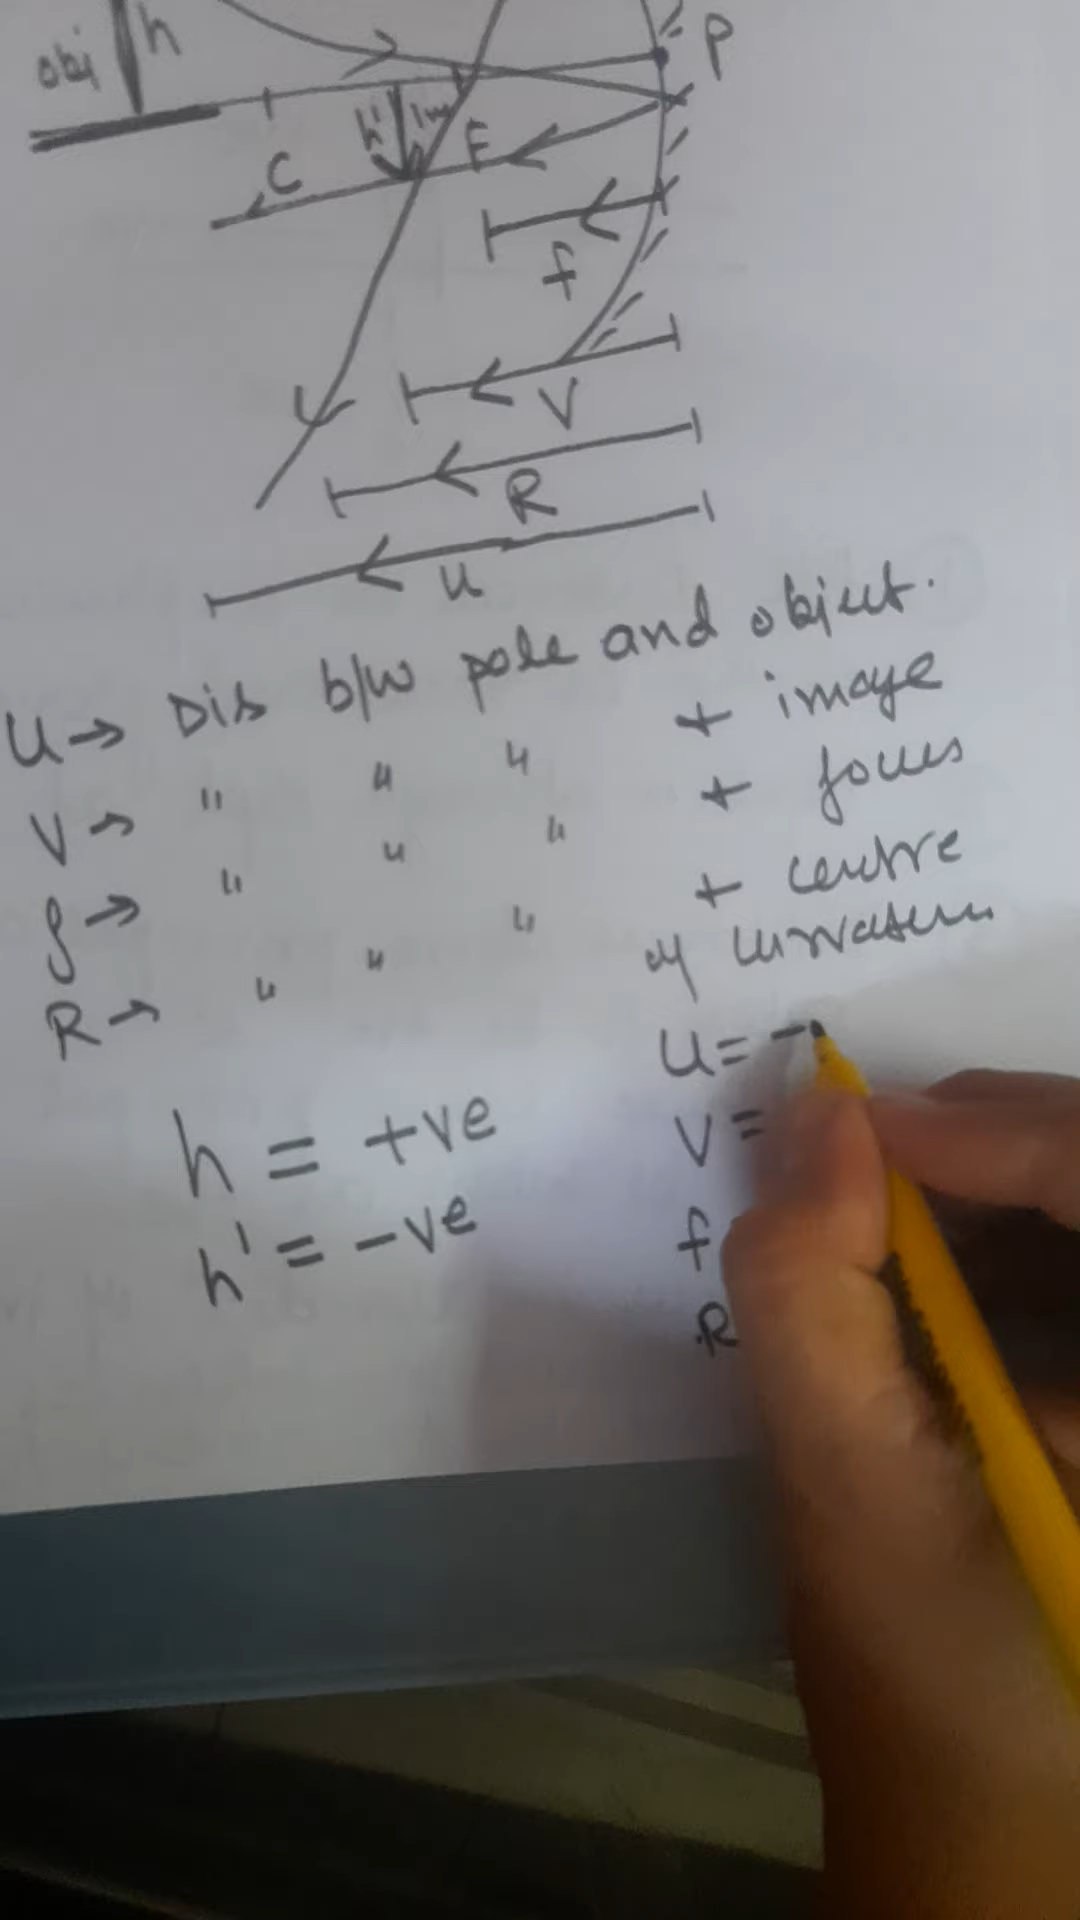 obj h
P
h' Im
C F
f
V
R
u
U → Dis b/w pole and object.
V → " " " + image
f → " " " + focus
R → " " " + centre
of curvature
h = +ve
h' = -ve
U = -
V =
f
R